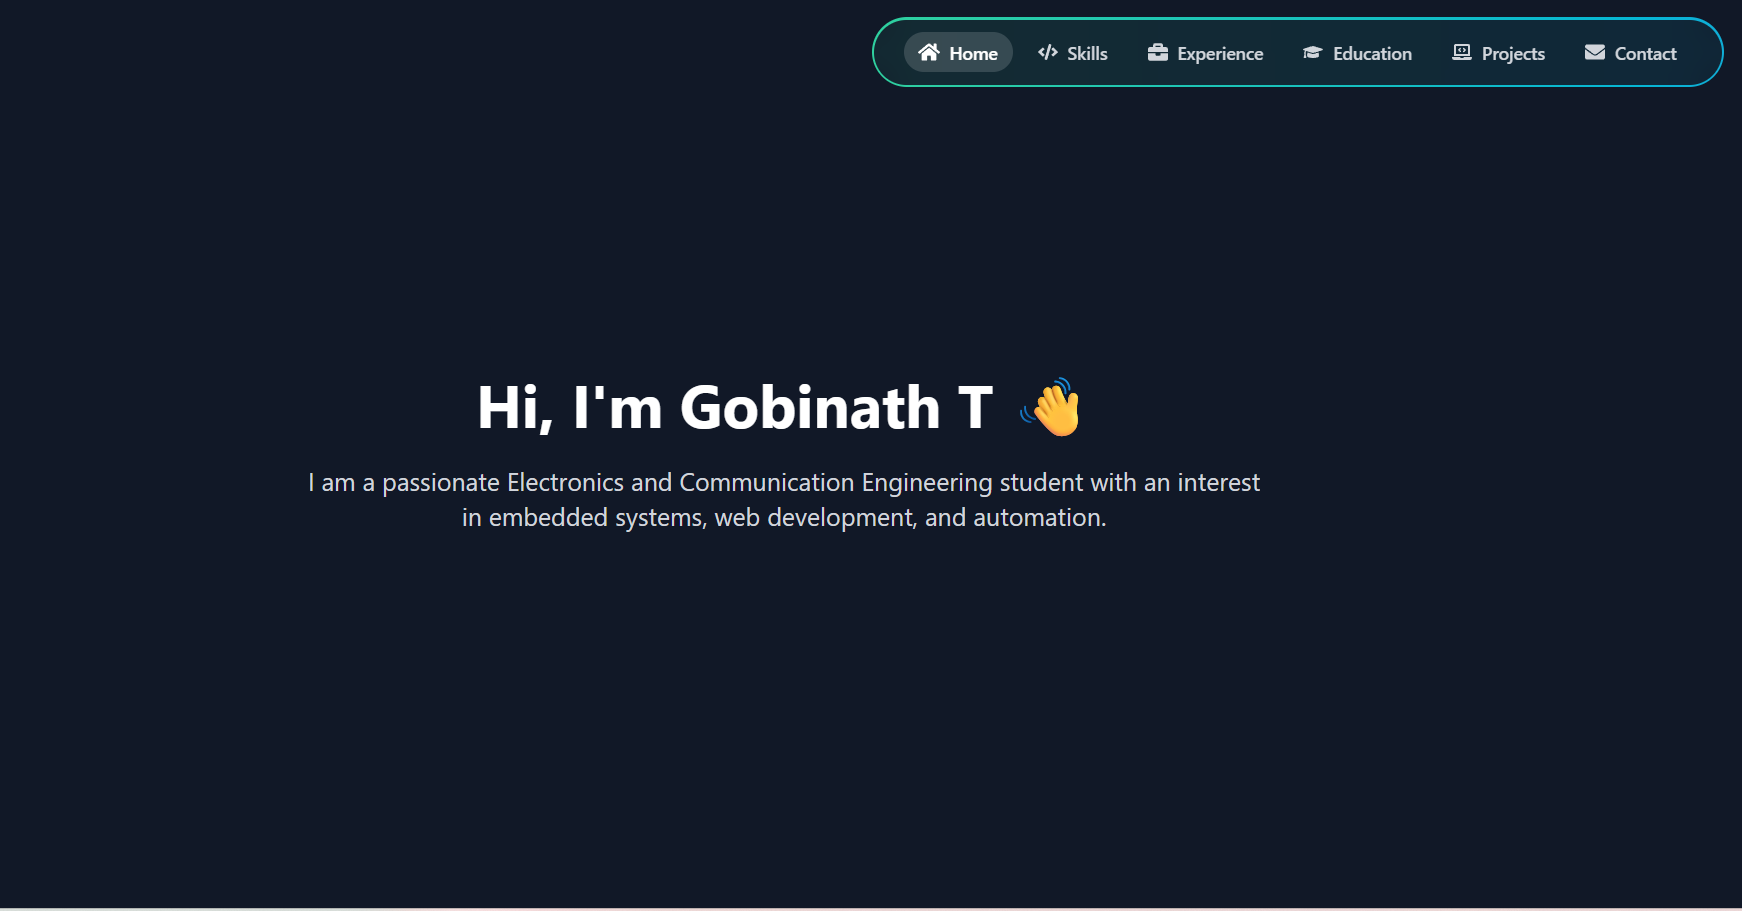 Home Skills Experience Education Projects Contact
Hi, I'm Gobinath T 👋
I am a passionate Electronics and Communication Engineering student with an interest
in embedded systems, web development, and automation.